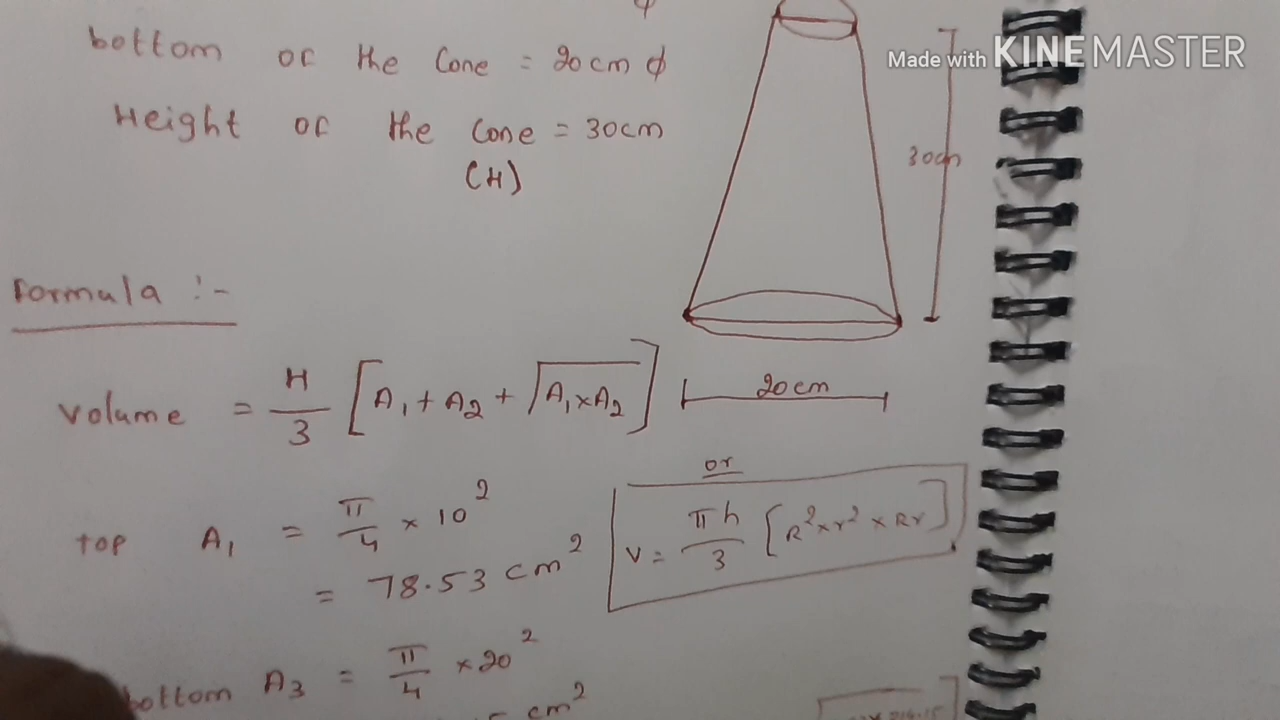 bottom of the Cone = 20cm ϕ
Made with KINEMASTER
Height of the Cone = 30cm
(H)
30cm
Formula :-
Volume = H/3 [A₁ + A₂ + √A₁×A₂]
20cm
or
V = πh/3 [R²×r²×Rr]
top A₁ = π/4 × 10²
= 78.53 cm²
bottom A₃ = π/4 × 20²
cm²